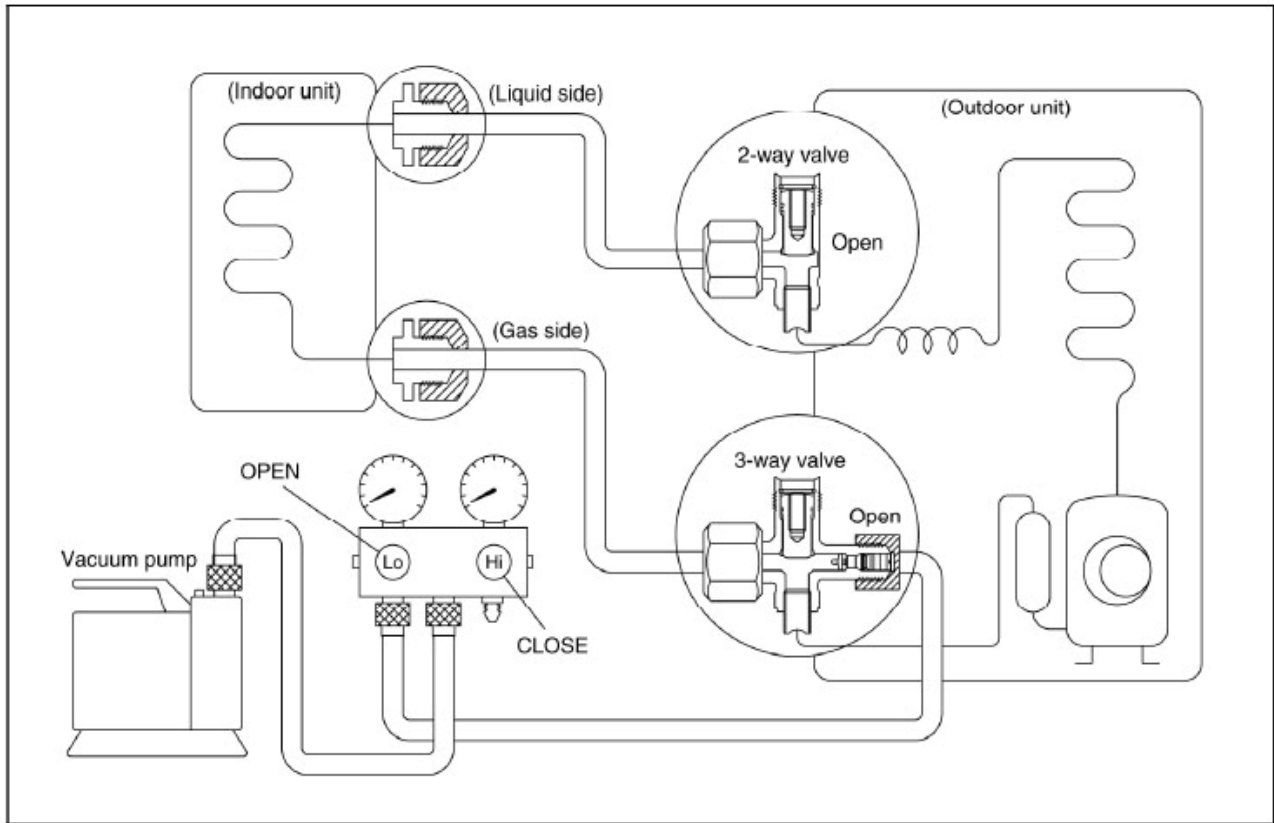 (Indoor unit)
(Liquid side)
(Outdoor unit)
2-way valve
Open
(Gas side)
3-way valve
OPEN
Open
Vacuum pump
Lo
Hi
CLOSE